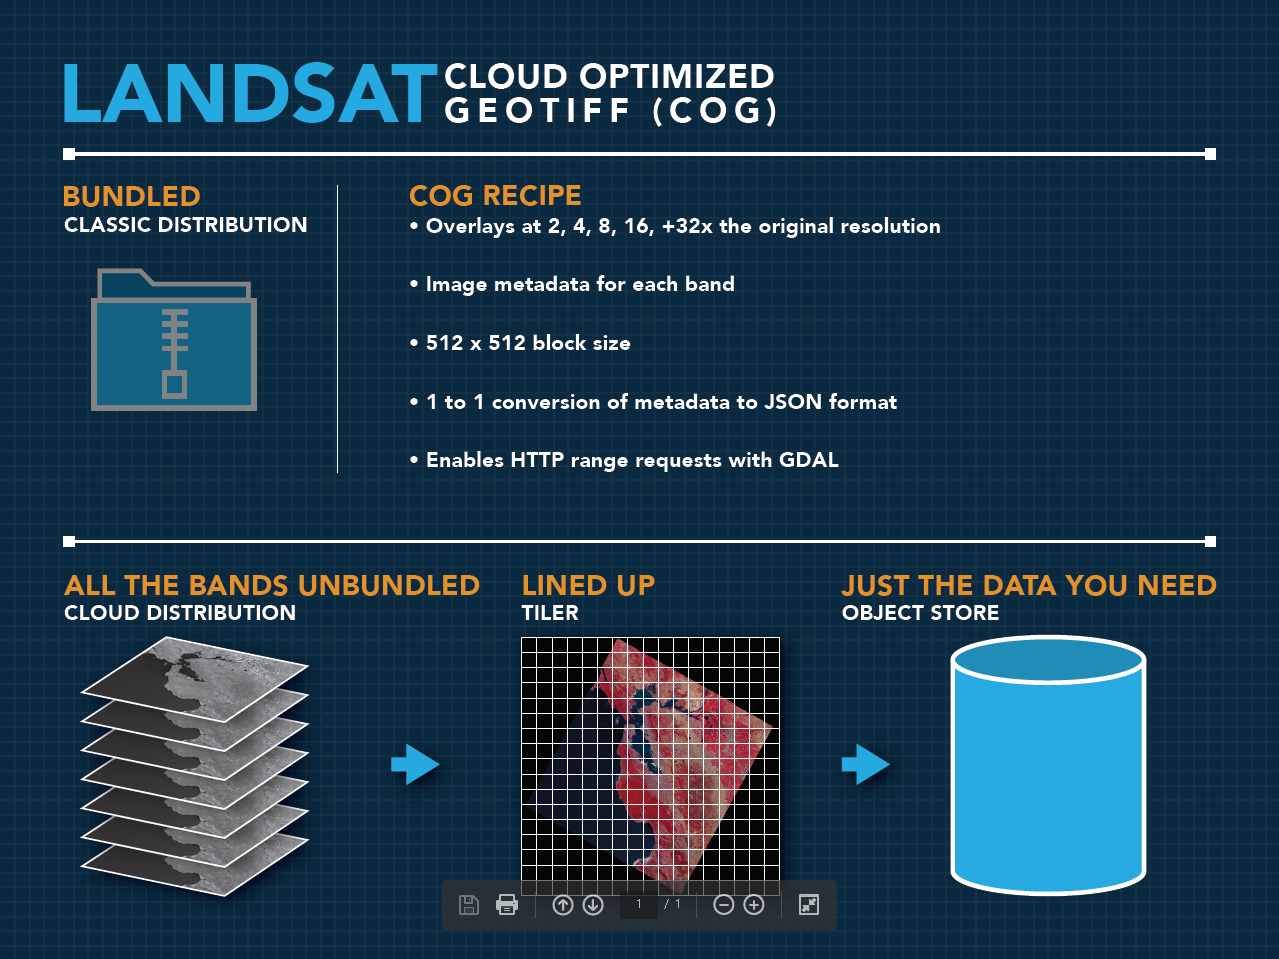 LANDSAT CLOUD OPTIMIZED
GEOTIFF (COG)
BUNDLED
CLASSIC DISTRIBUTION
COG RECIPE
• Overlays at 2, 4, 8, 16, +32x the original resolution
• Image metadata for each band
• 512 x 512 block size
• 1 to 1 conversion of metadata to JSON format
• Enables HTTP range requests with GDAL
ALL THE BANDS UNBUNDLED
CLOUD DISTRIBUTION
LINED UP
TILER
JUST THE DATA YOU NEED
OBJECT STORE
1 / 1